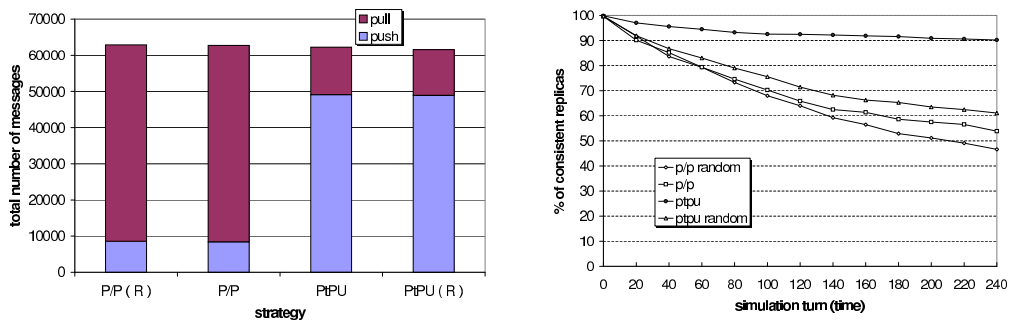 pull
push
70000
60000
50000
40000
30000
20000
10000
0
total number of messages
P/P ( R )
P/P
PtPU
PtPU ( R )
strategy
100
90
80
70
60
50
40
30
20
10
0
% of consistent replicas
p/p random
p/p
ptpu
ptpu random
0 20 40 60 80 100 120 140 160 180 200 220 240
simulation turn (time)